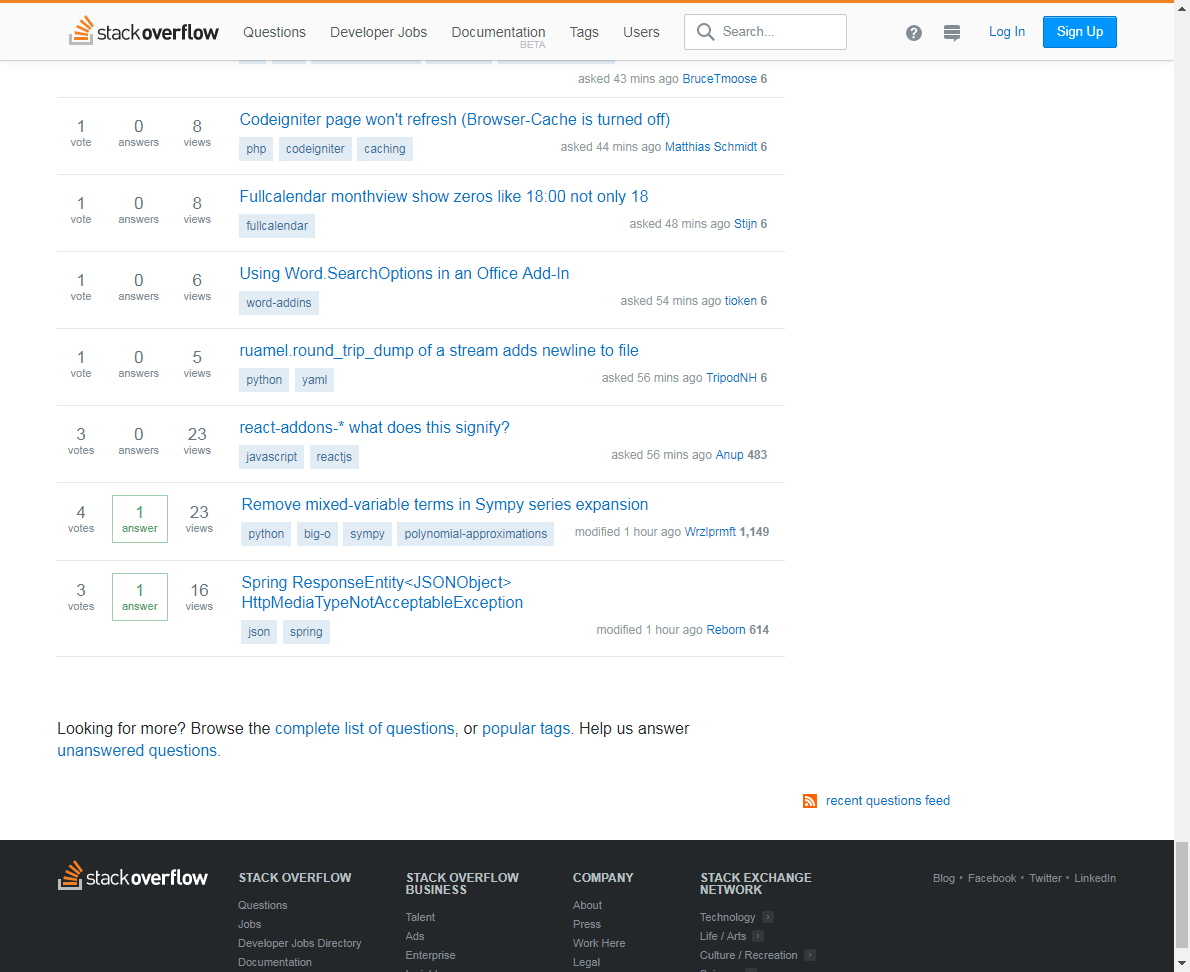 stackoverflow Questions Developer Jobs Documentation Tags Users Search... Log In Sign Up
BETA
asked 43 mins ago BruceTmoose 6
1 vote 0 answers 8 views Codeigniter page won't refresh (Browser-Cache is turned off)
php codeigniter caching asked 44 mins ago Matthias Schmidt 6
1 vote 0 answers 8 views Fullcalendar monthview show zeros like 18:00 not only 18
fullcalendar asked 48 mins ago Stijn 6
1 vote 0 answers 6 views Using Word.SearchOptions in an Office Add-In
word-addins asked 54 mins ago tioken 6
1 vote 0 answers 5 views ruamel.round_trip_dump of a stream adds newline to file
python yaml asked 56 mins ago TripodNH 6
3 votes 0 answers 23 views react-addons-* what does this signify?
javascript reactjs asked 56 mins ago Anup 483
4 votes 1 answer 23 views Remove mixed-variable terms in Sympy series expansion
python big-o sympy polynomial-approximations modified 1 hour ago Wrzlprmft 1,149
3 votes 1 answer 16 views Spring ResponseEntity<JSONObject>
HttpMediaTypeNotAcceptableException
json spring modified 1 hour ago Reborn 614
Looking for more? Browse the complete list of questions, or popular tags. Help us answer
unanswered questions.
recent questions feed
stackoverflow
STACK OVERFLOW
Questions
Jobs
Developer Jobs Directory
Documentation
STACK OVERFLOW
BUSINESS
Talent
Ads
Enterprise
COMPANY
About
Press
Work Here
Legal
STACK EXCHANGE
NETWORK
Technology
Life / Arts
Culture / Recreation
Blog • Facebook • Twitter • LinkedIn